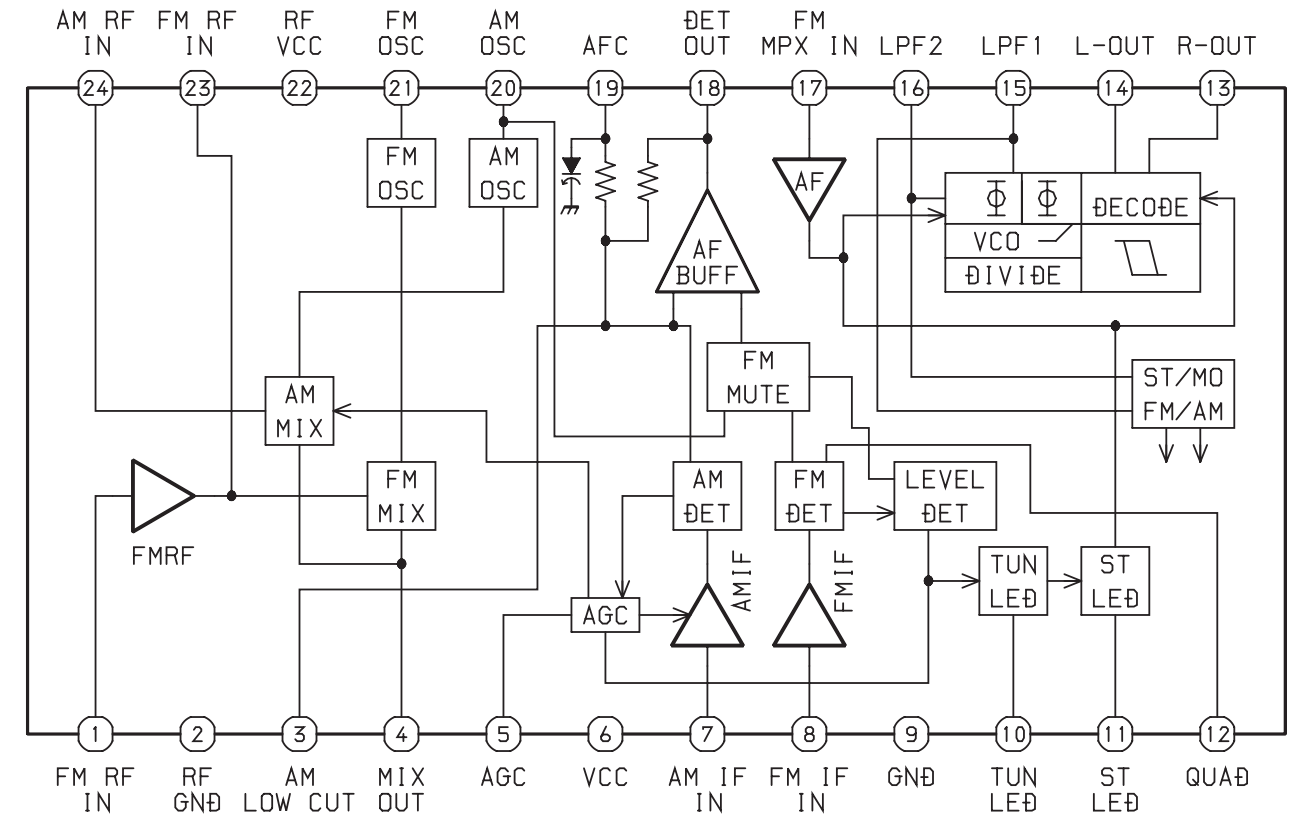 AM RF IN
FM RF IN
RF VCC
FM OSC
AM OSC
AFC
DET OUT
FM MPX IN
LPF2
LPF1
L-OUT
R-OUT
24
23
22
21
20
19
18
17
16
15
14
13
FM
OSC
AM
OSC
AF
AF
BUFF
Φ
Φ
DECODE
VCO
DIVIDE
FM
MUTE
ST/MO
FM/AM
AM
MIX
FM
MIX
AM
DET
FM
DET
LEVEL
DET
FMRF
AMIF
FMIF
TUN
LED
ST
LED
AGC
1
2
3
4
5
6
7
8
9
10
11
12
FM RF
IN
RF
GND
AM
LOW CUT
MIX
OUT
AGC
VCC
AM IF
IN
FM IF
IN
GND
TUN
LED
ST
LED
QUAD